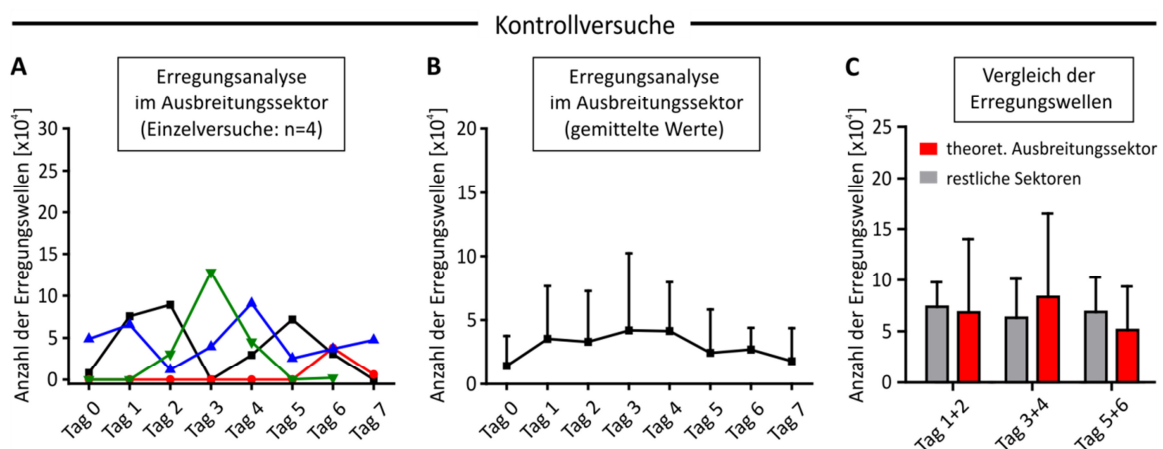 Kontrollversuche
A
Erregungsanalyse
im Ausbreitungssektor
(Einzelversuche: n=4)
Anzahl der Erregungswellen [x10⁴]
30
25
20
15
10
5
0
Tag 0
Tag 1
Tag 2
Tag 3
Tag 4
Tag 5
Tag 6
Tag 7
B
Erregungsanalyse
im Ausbreitungssektor
(gemittelte Werte)
Anzahl der Erregungswellen [x10⁴]
20
15
10
5
0
Tag 0
Tag 1
Tag 2
Tag 3
Tag 4
Tag 5
Tag 6
Tag 7
C
Vergleich der
Erregungswellen
Anzahl der Erregungswellen [x10⁴]
25
20
15
10
5
0
theoret. Ausbreitungssektor
restliche Sektoren
Tag 1+2
Tag 3+4
Tag 5+6